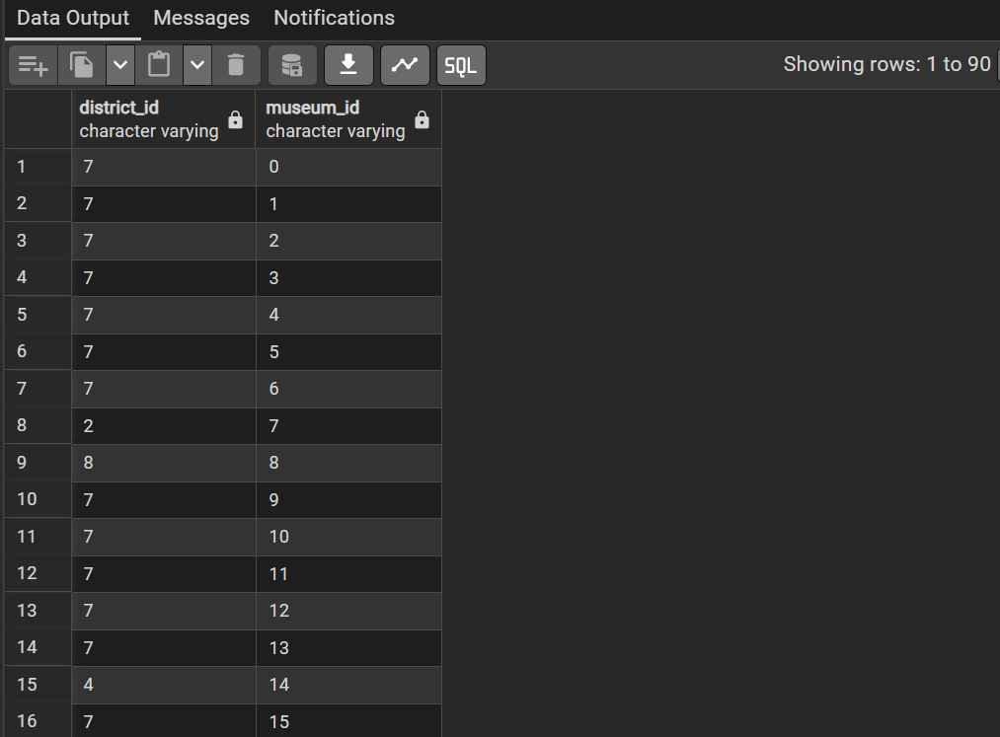 Data Output Messages Notifications
SQL Showing rows: 1 to 90
district_id museum_id
character varying character varying
1 7 0
2 7 1
3 7 2
4 7 3
5 7 4
6 7 5
7 7 6
8 2 7
9 8 8
10 7 9
11 7 10
12 7 11
13 7 12
14 7 13
15 4 14
16 7 15